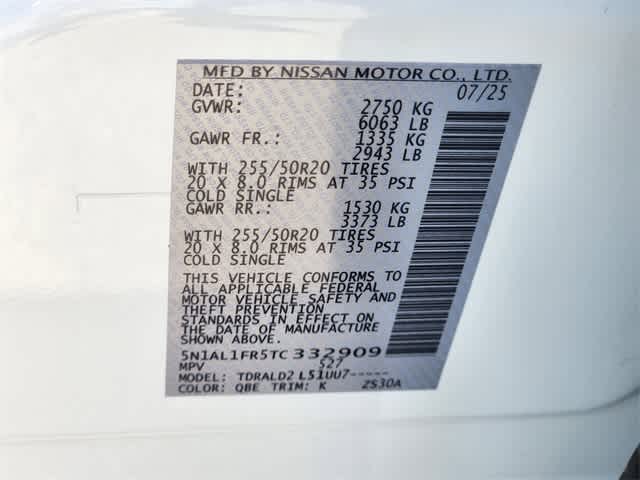 MFD BY NISSAN MOTOR CO., LTD.
DATE: 07/25
GVWR: 2750 KG
6063 LB
GAWR FR.: 1335 KG
2943 LB
WITH 255/50R20 TIRES
20 X 8.0 RIMS AT 35 PSI
COLD SINGLE
GAWR RR.: 1530 KG
3373 LB
WITH 255/50R20 TIRES
20 X 8.0 RIMS AT 35 PSI
COLD SINGLE
THIS VEHICLE CONFORMS TO
ALL APPLICABLE FEDERAL
MOTOR VEHICLE SAFETY AND
THEFT PREVENTION
STANDARDS IN EFFECT ON
THE DATE OF MANUFACTURE
SHOWN ABOVE.
5N1AL1FR5TC 332909
MPV 527
MODEL: TDRALD2 L51UU7-----
COLOR: QBE TRIM: K ZS30A